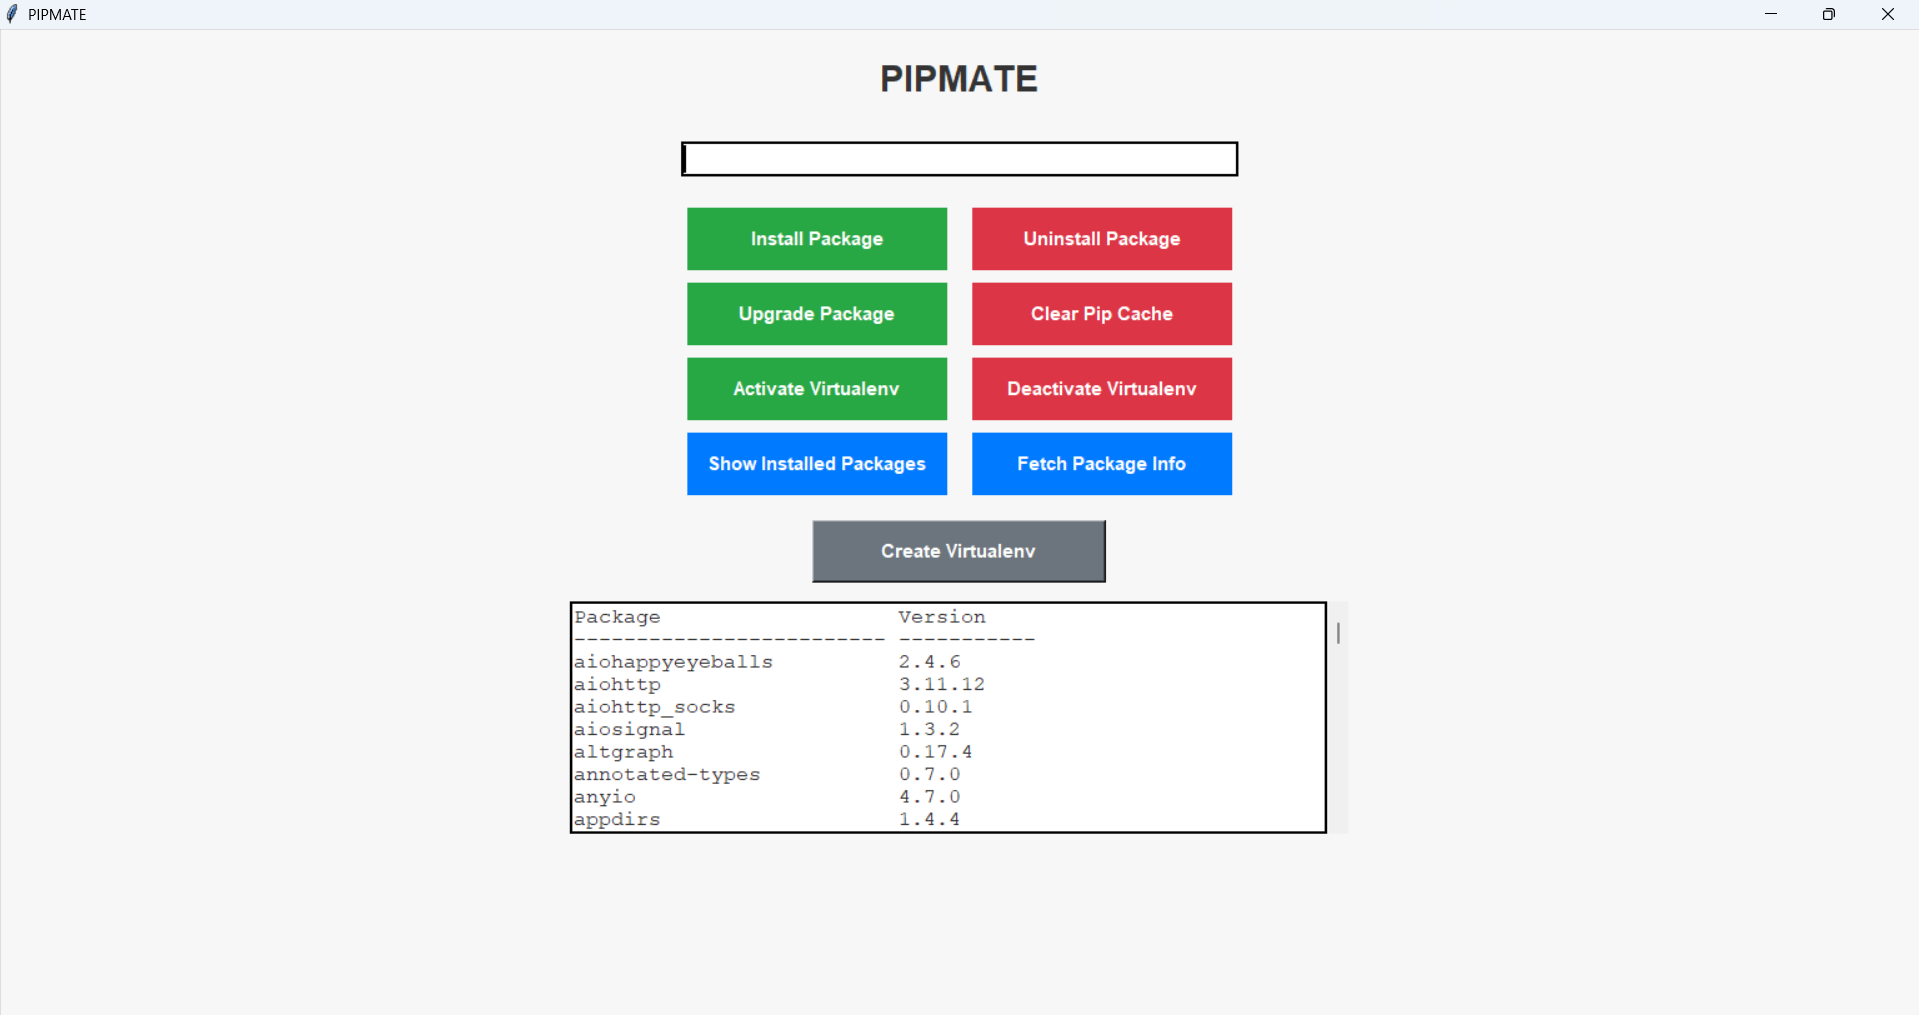 PIPMATE
PIPMATE
Install Package Uninstall Package
Upgrade Package Clear Pip Cache
Activate Virtualenv Deactivate Virtualenv
Show Installed Packages Fetch Package Info
Create Virtualenv
Package Version
------------------------- -----------
aiohappyeyeballs 2.4.6
aiohttp 3.11.12
aiohttp_socks 0.10.1
aiosignal 1.3.2
altgraph 0.17.4
annotated-types 0.7.0
anyio 4.7.0
appdirs 1.4.4